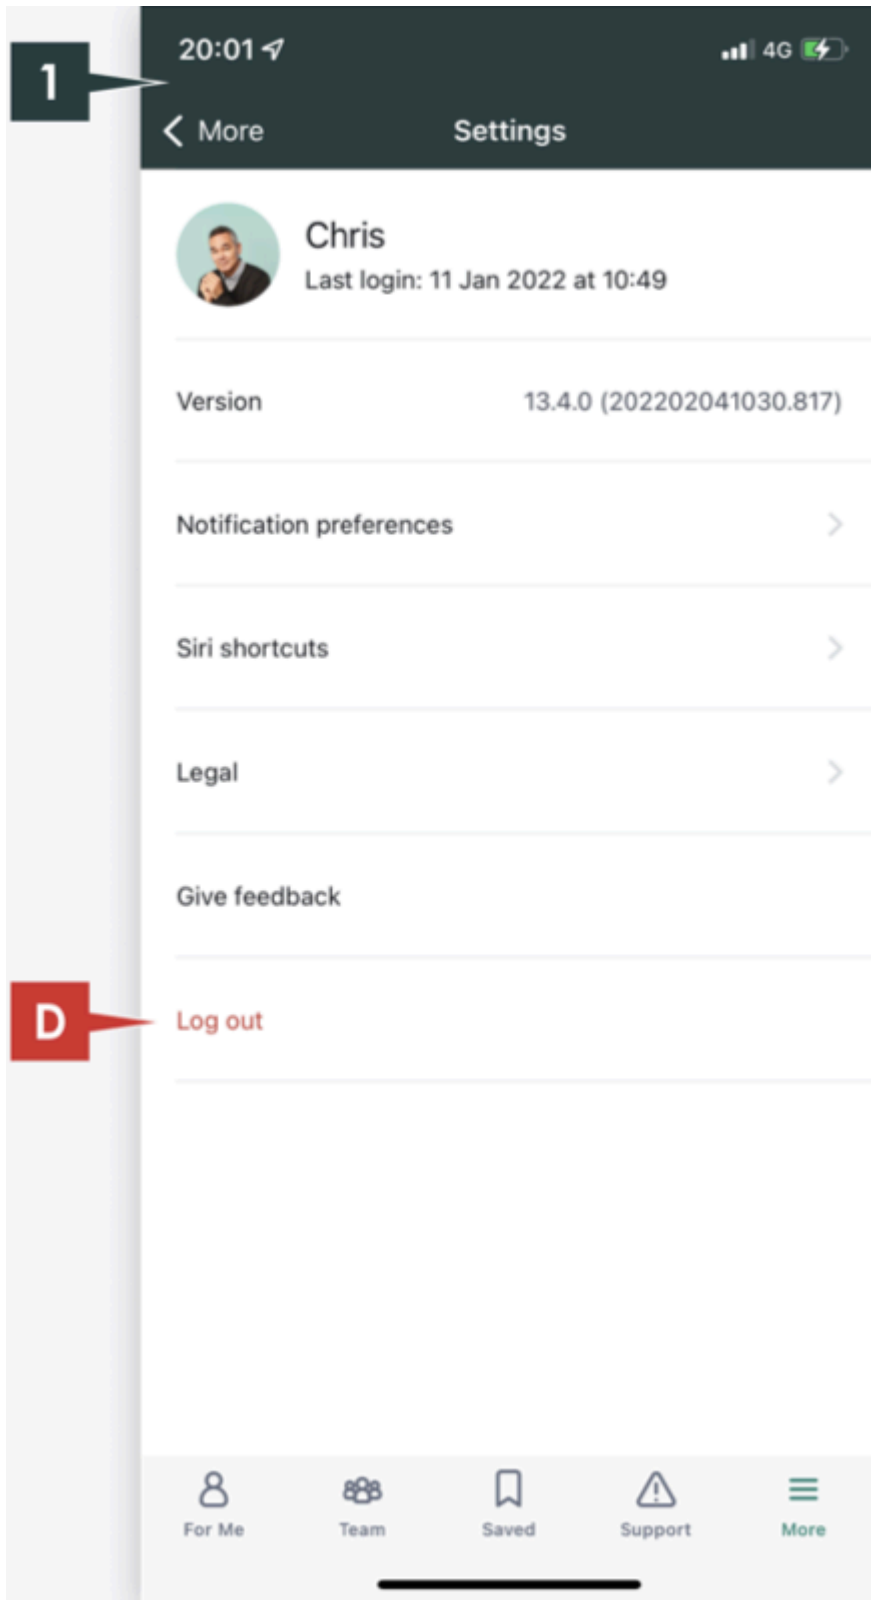 1
20:01 4G
More Settings
Chris
Last login: 11 Jan 2022 at 10:49
Version 13.4.0 (202202041030.817)
Notification preferences
Siri shortcuts
Legal
Give feedback
D Log out
For Me Team Saved Support More